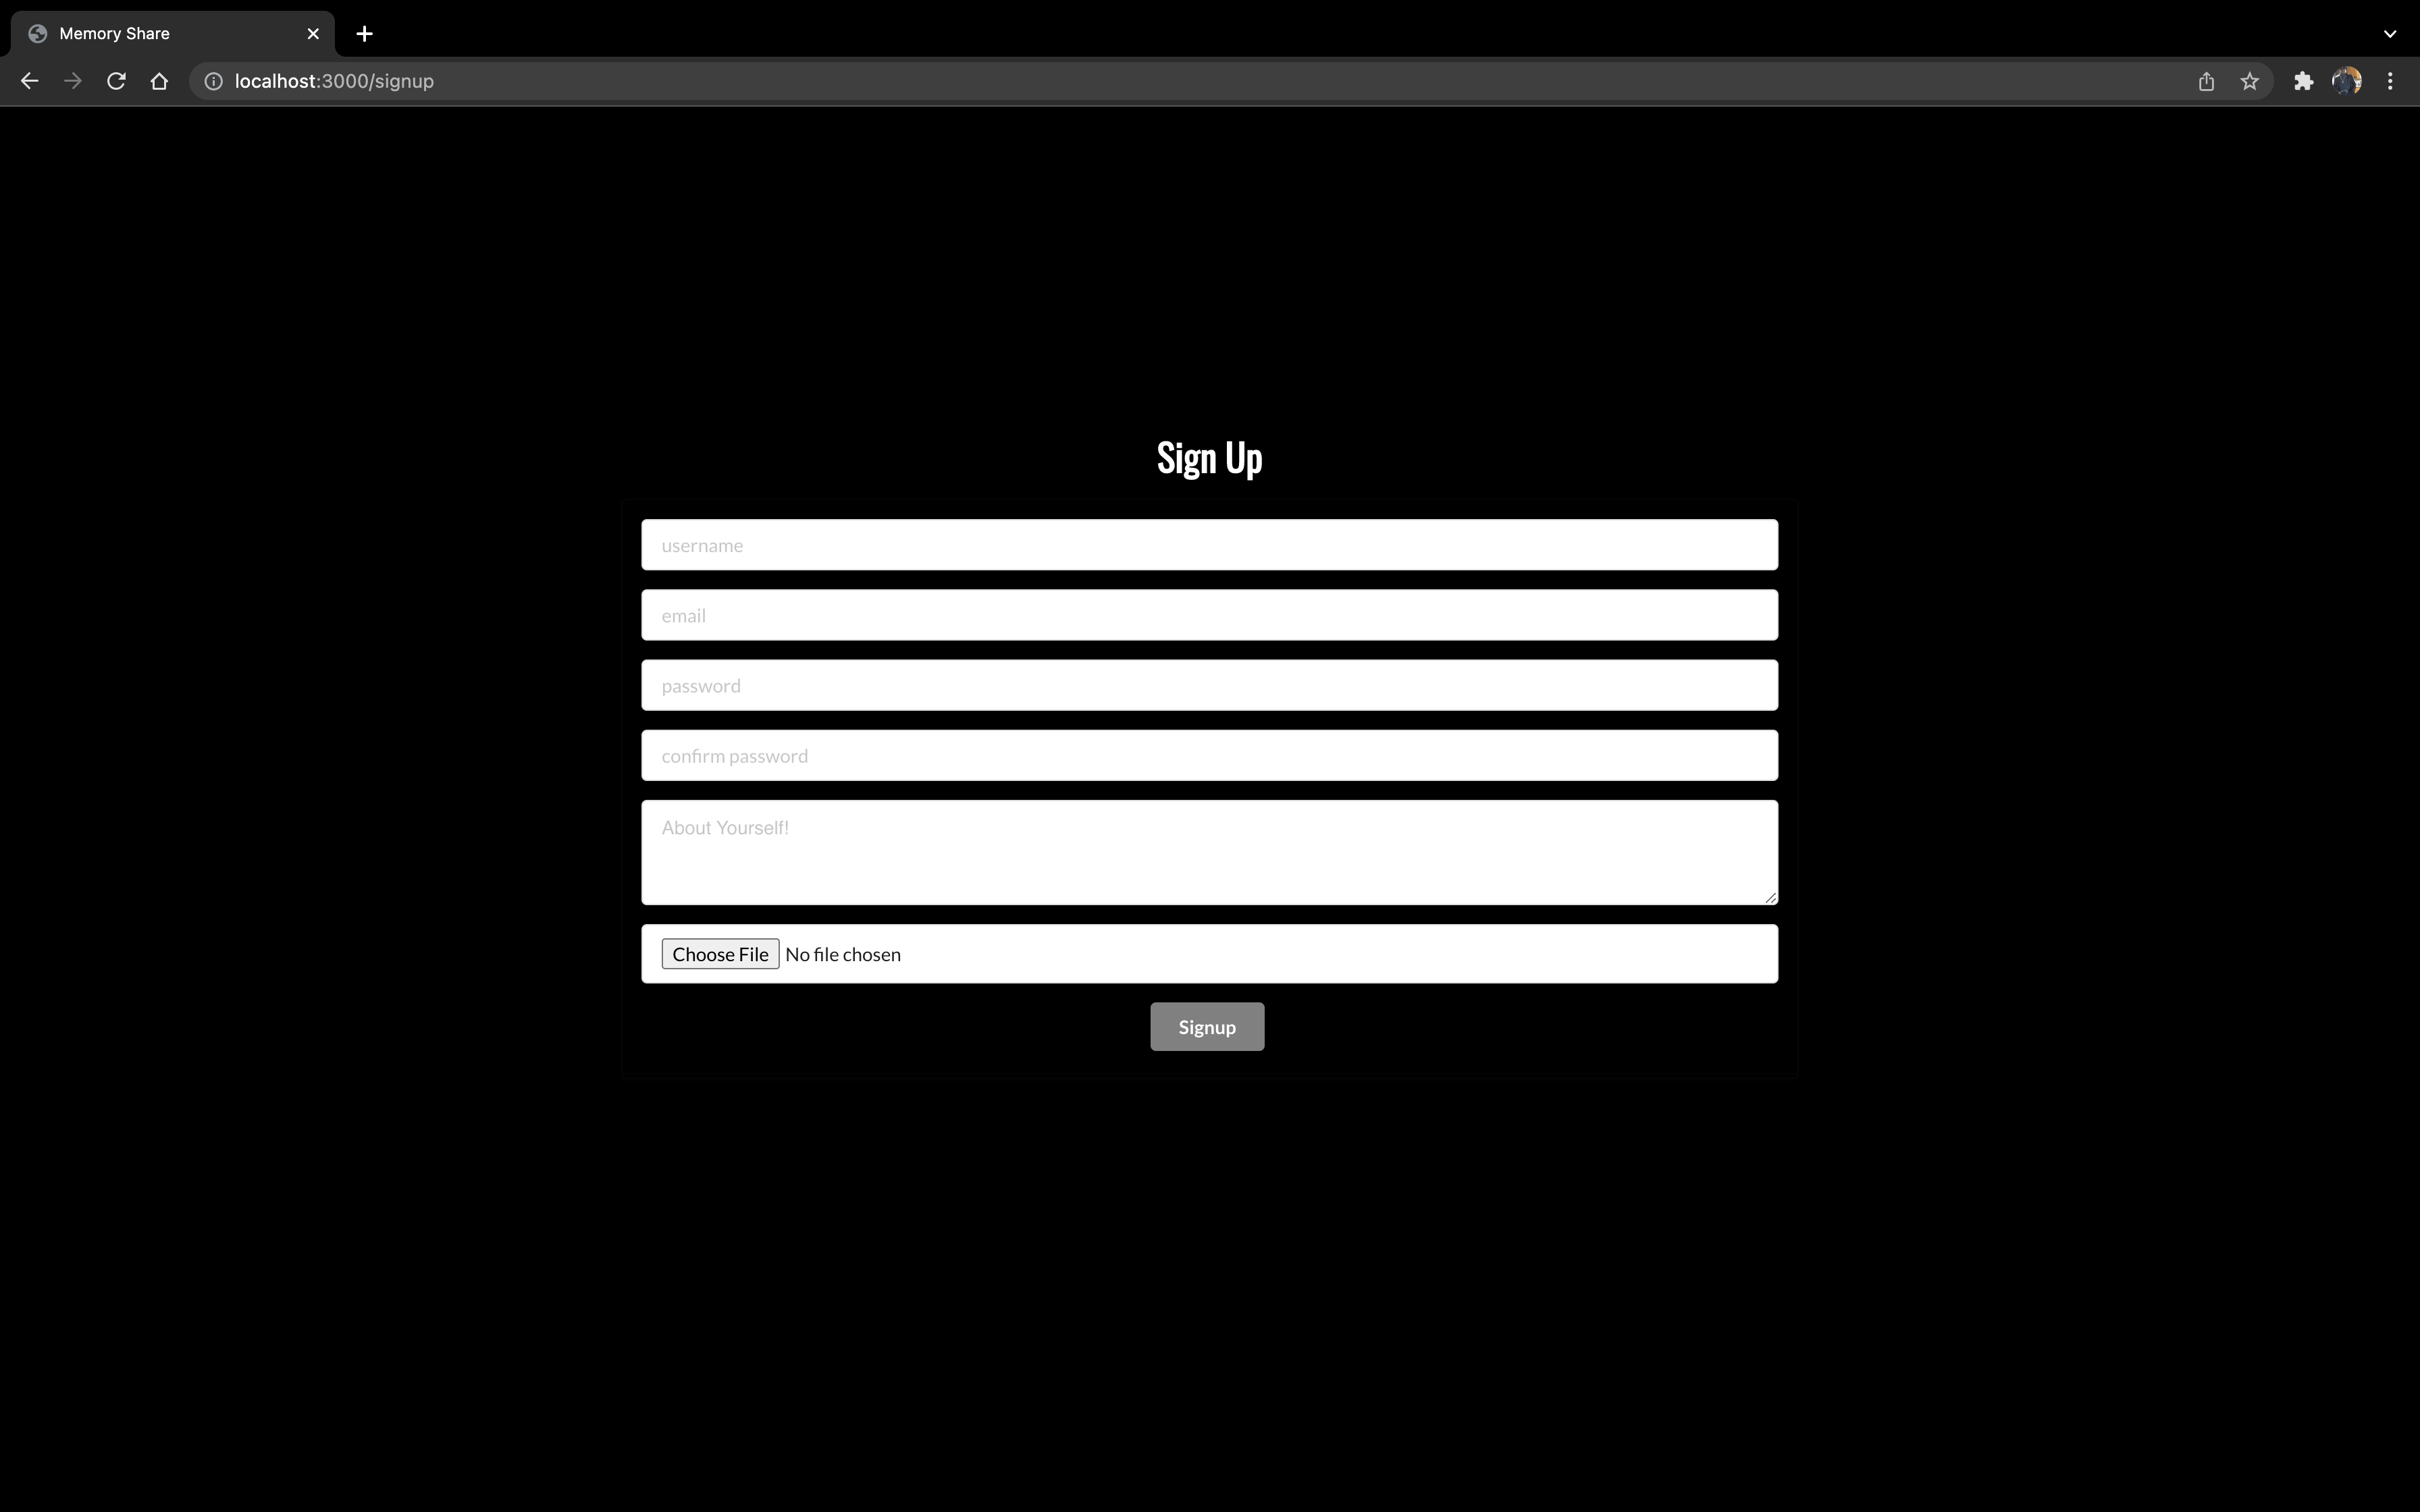 Memory Share
localhost:3000/signup
Sign Up
username
email
password
confirm password
About Yourself!
Choose File No file chosen
Signup